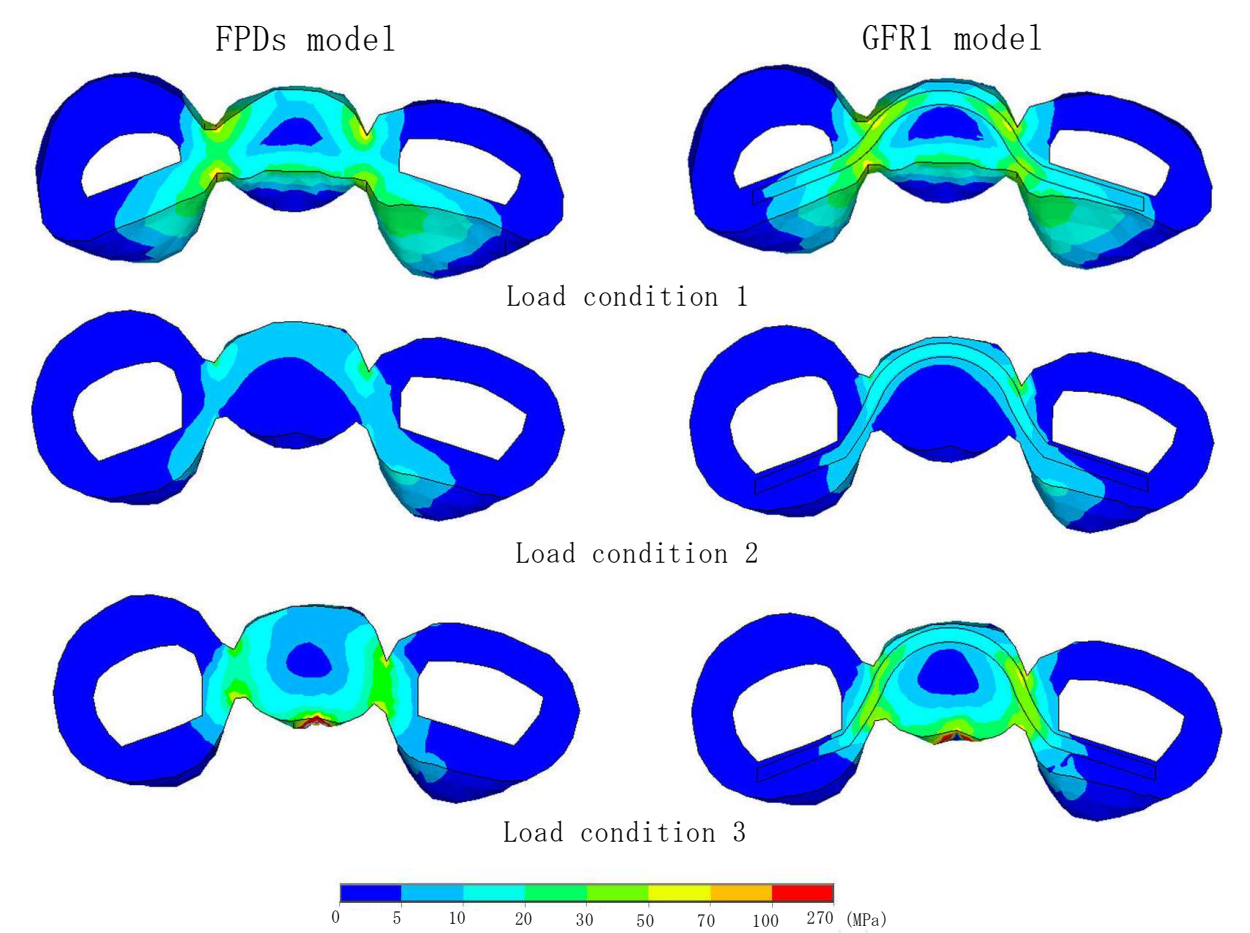 FPDs model
GFR1 model
Load condition 1
Load condition 2
Load condition 3
0 5 10 20 30 50 70 100 270 (MPa)